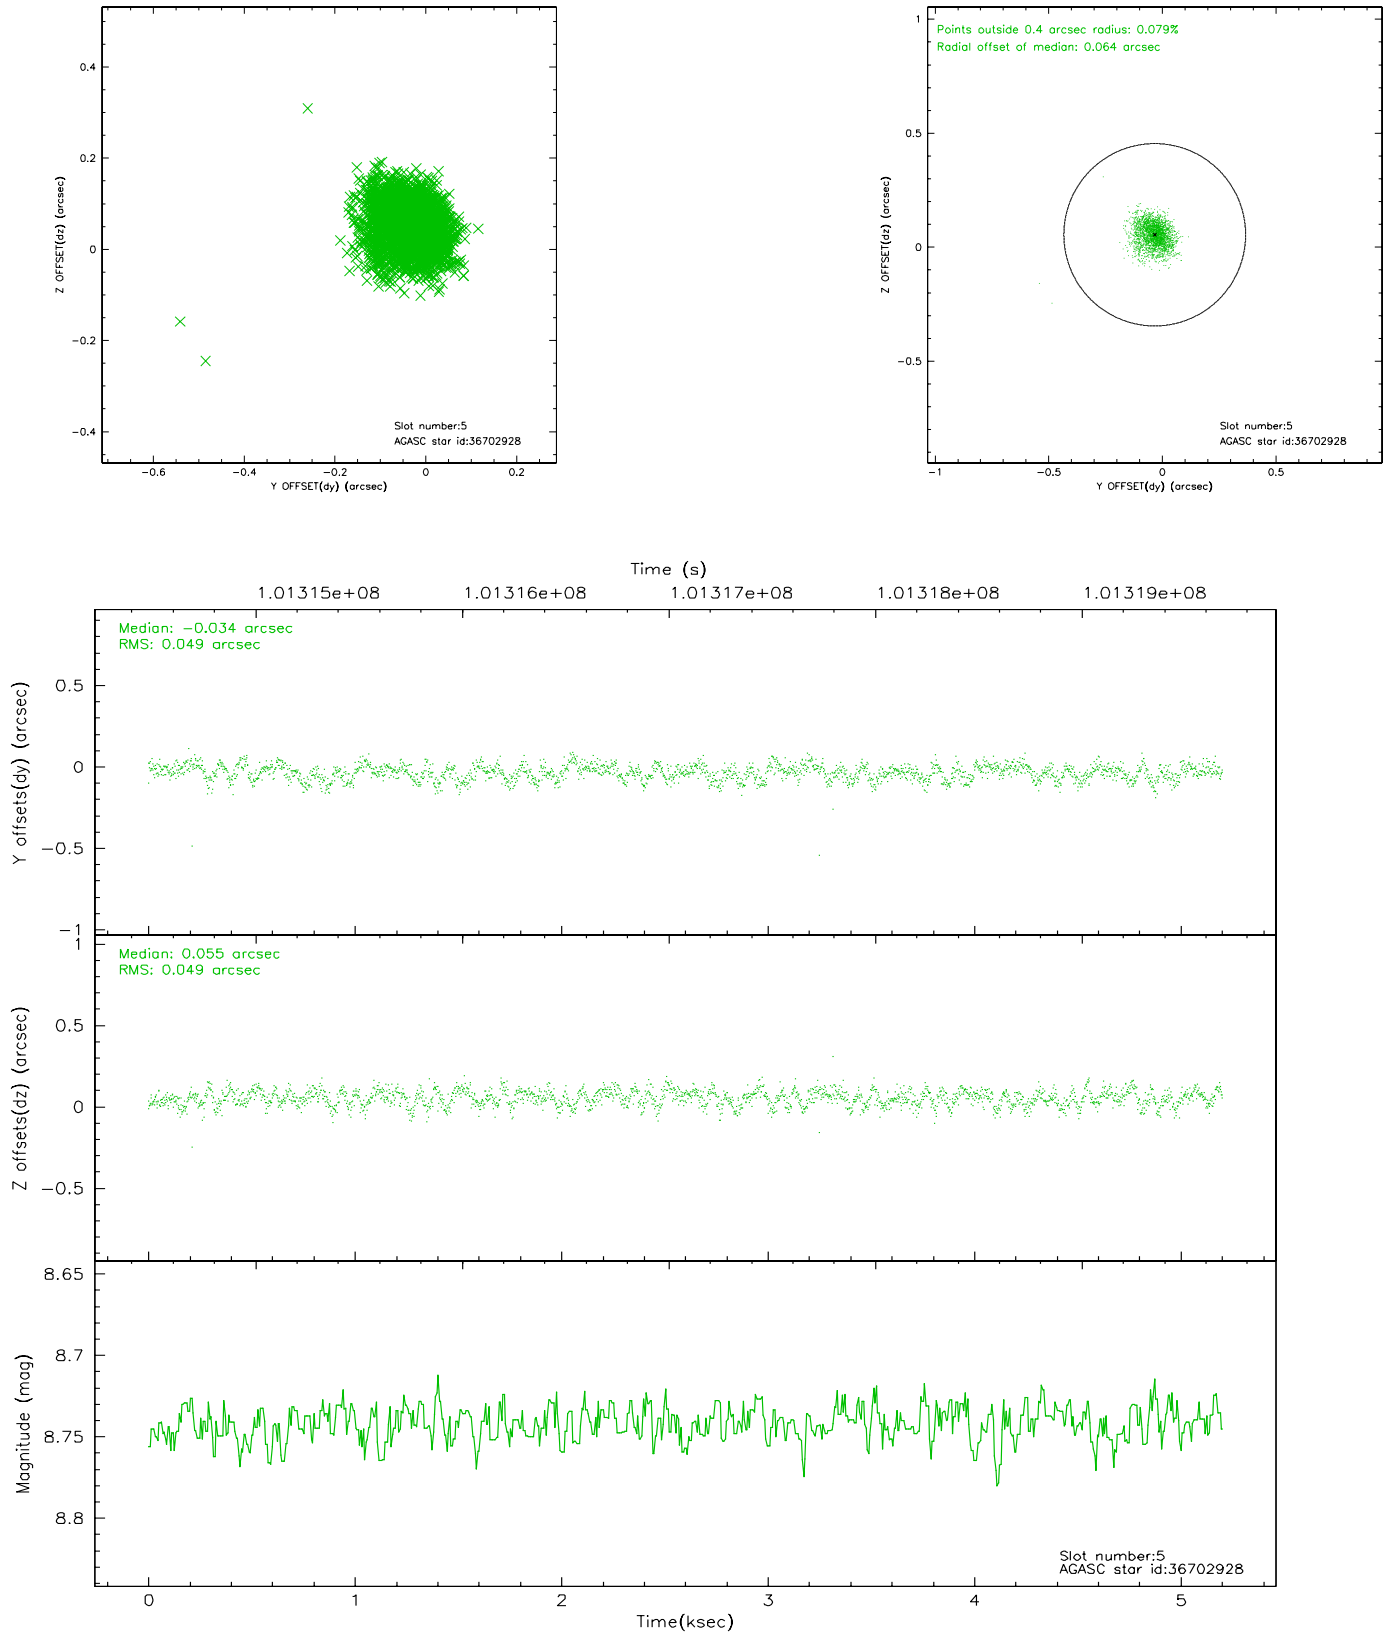 0.4
0.2
0
−0.2
−0.4
Z OFFSET(dz) (arcsec)
Slot number:5
AGASC star id:36702928
−0.6
−0.4
−0.2
0
0.2
Y OFFSET(dy) (arcsec)
Points outside 0.4 arcsec radius: 0.079%
Radial offset of median: 0.064 arcsec
1
0.5
0
−0.5
Z OFFSET(dz) (arcsec)
Slot number:5
AGASC star id:36702928
−1
−0.5
0
0.5
Y OFFSET(dy) (arcsec)
Time (s)
1.01315e+08
1.01316e+08
1.01317e+08
1.01318e+08
1.01319e+08
Median: −0.034 arcsec
RMS: 0.049 arcsec
0.5
0
−0.5
−1
Y offsets(dy) (arcsec)
Median: 0.055 arcsec
RMS: 0.049 arcsec
1
0.5
0
−0.5
Z offsets(dz) (arcsec)
8.65
8.7
8.75
8.8
Magnitude (mag)
Slot number:5
AGASC star id:36702928
0
1
2
3
4
5
Time(ksec)